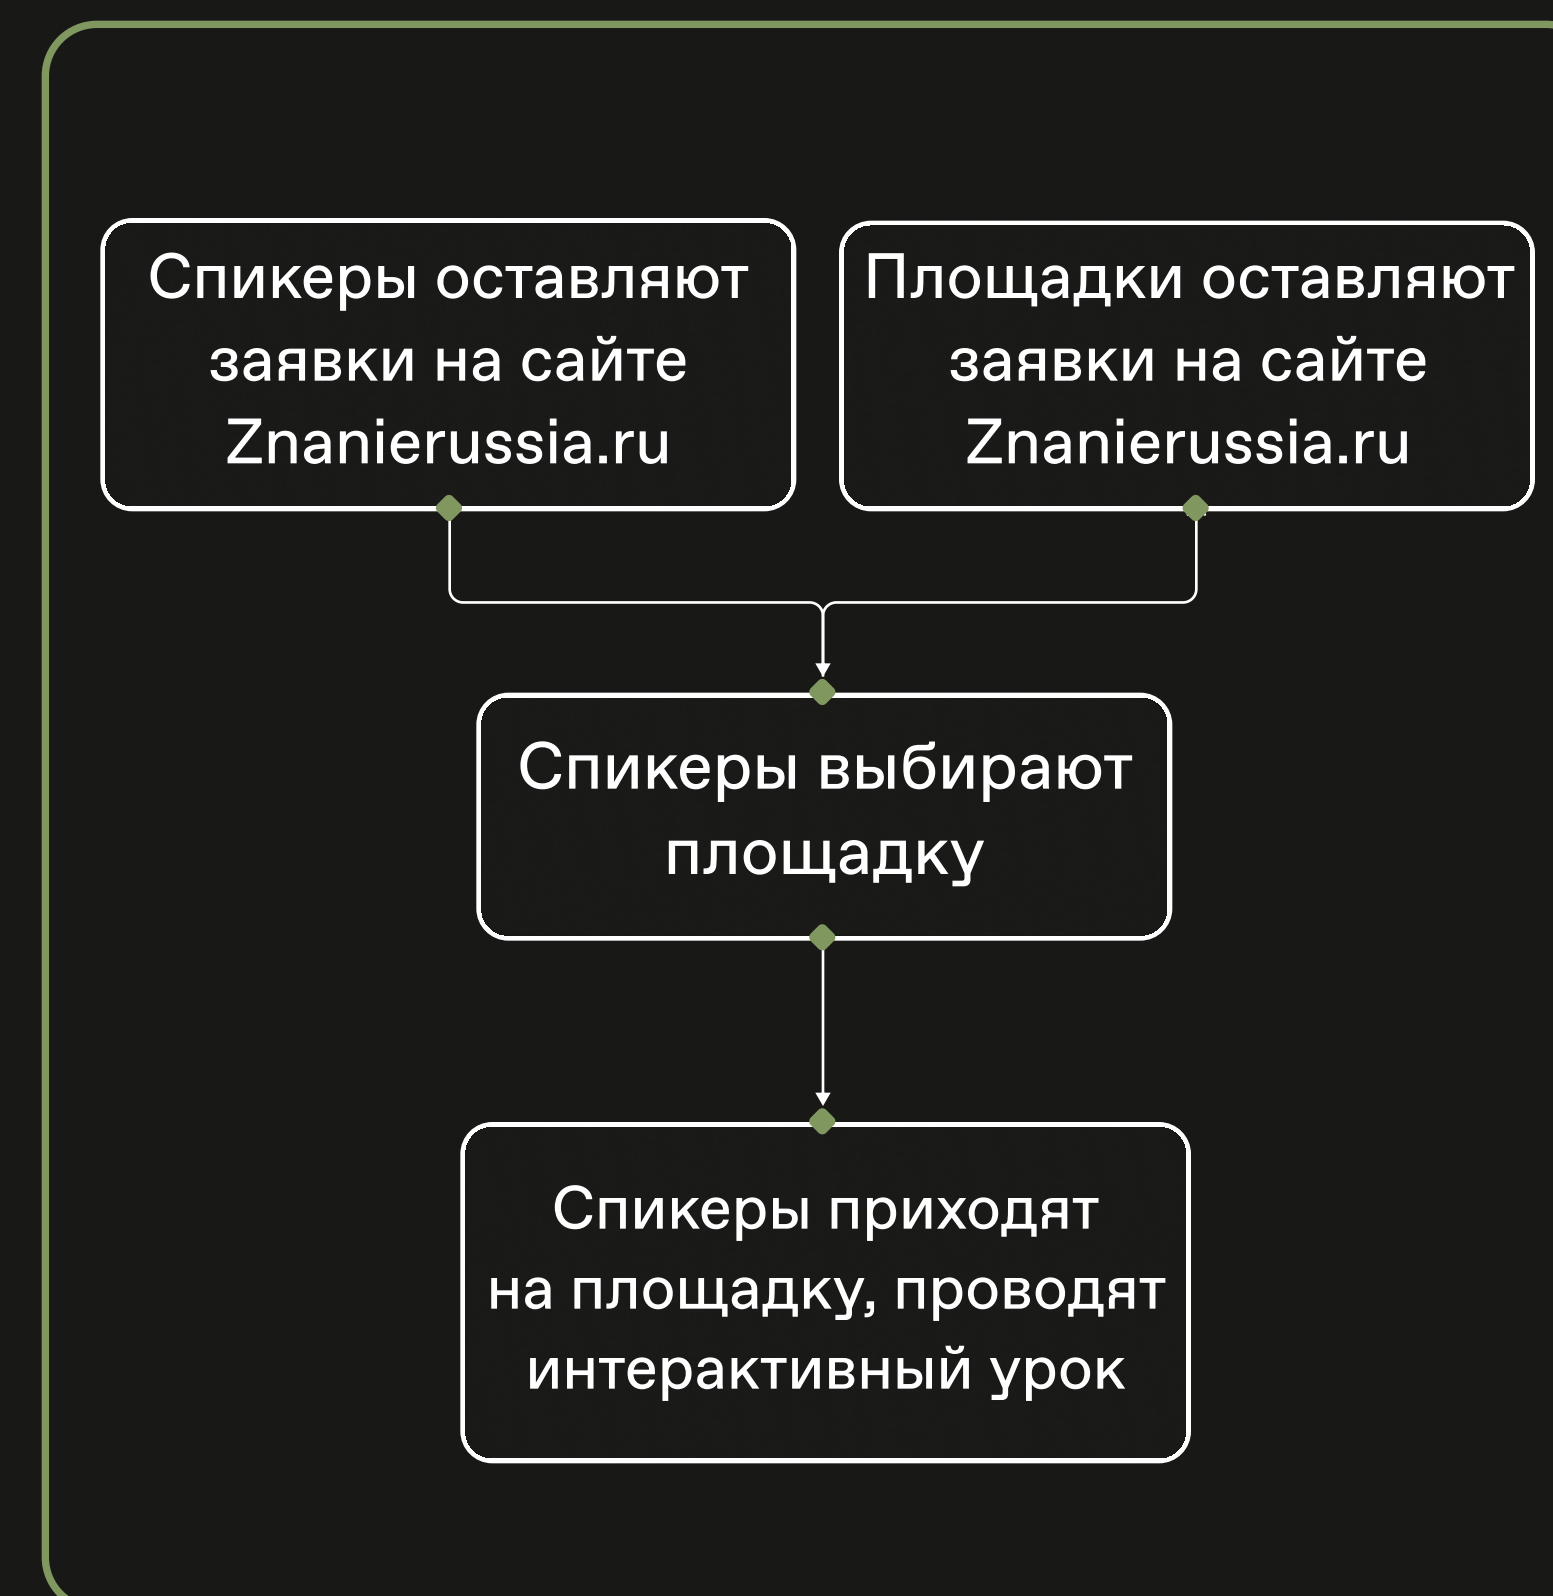 Спикеры оставляют
заявки на сайте
Znanierussia.ru
Площадки оставляют
заявки на сайте
Znanierussia.ru
Спикеры выбирают
площадку
Спикеры приходят
на площадку, проводят
интерактивный урок